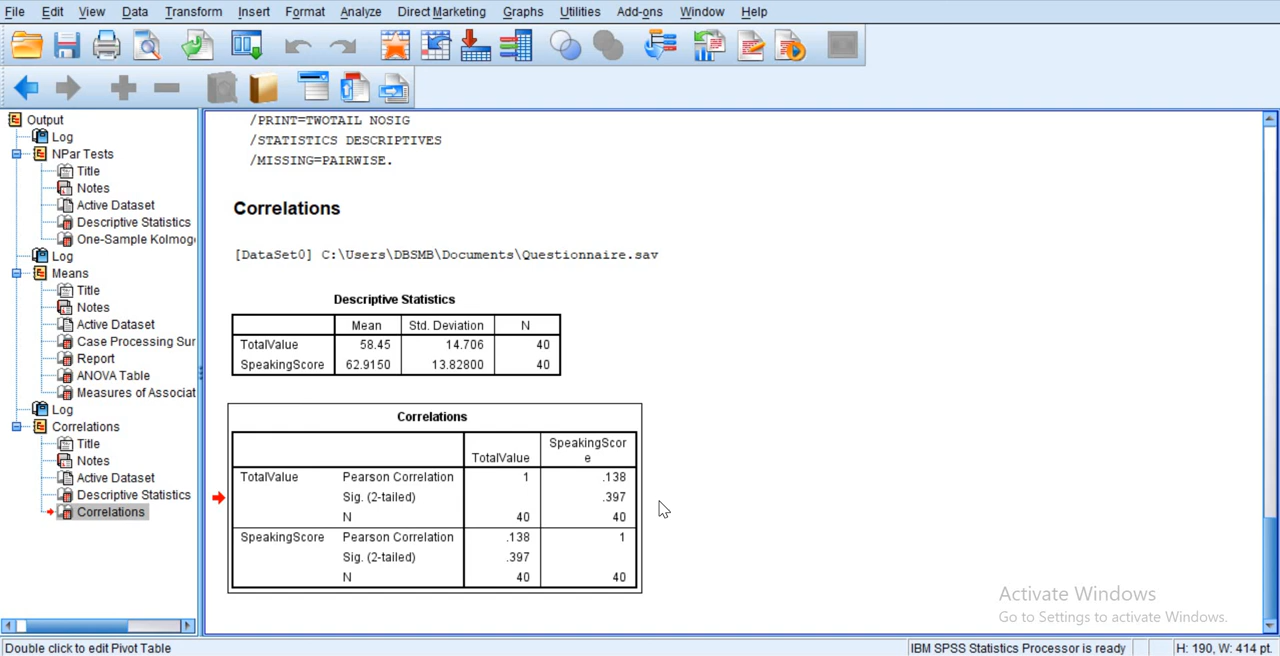 File Edit View Data Transform Insert Format Analyze Direct Marketing Graphs Utilities Add-ons Window Help
Output
Log
NPar Tests
Title
Notes
Active Dataset
Descriptive Statistics
One-Sample Kolmog
Log
Means
Title
Notes
Active Dataset
Case Processing Sur
Report
ANOVA Table
Measures of Associat
Log
Correlations
Title
Notes
Active Dataset
Descriptive Statistics
Correlations
/PRINT=TWOTAIL NOSIG
/STATISTICS DESCRIPTIVES
/MISSING=PAIRWISE.
Correlations
[DataSet0] C:\Users\DBSMB\Documents\Questionnaire.sav
Descriptive Statistics
Mean Std. Deviation N
TotalValue 58.45 14.706 40
SpeakingScore 62.9150 13.82800 40
Correlations
TotalValue SpeakingScor
e
TotalValue Pearson Correlation 1 .138
Sig. (2-tailed) .397
N 40 40
SpeakingScore Pearson Correlation .138 1
Sig. (2-tailed) .397
N 40 40
Activate Windows
Go to Settings to activate Windows.
Double click to edit Pivot Table IBM SPSS Statistics Processor is ready H: 190, W: 414 pt.